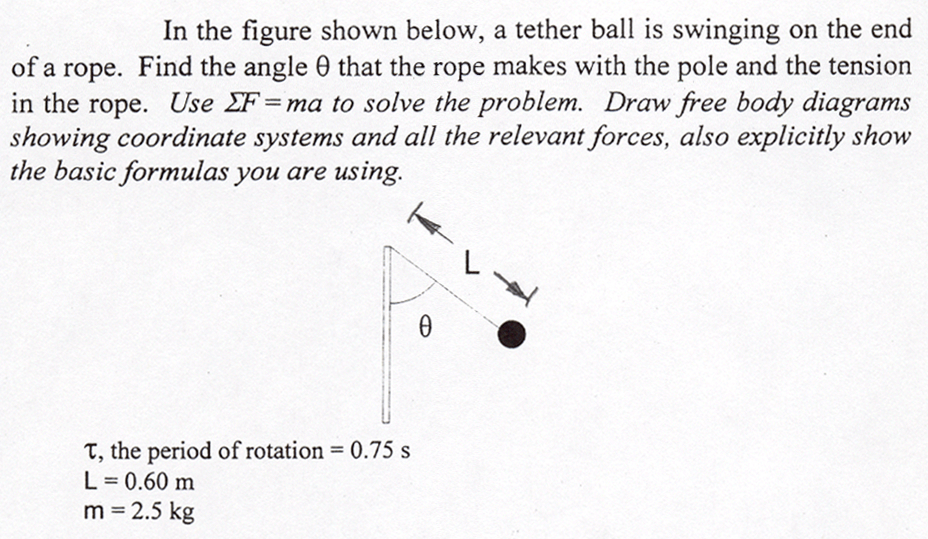 In the figure shown below, a tether ball is swinging on the end
of a rope. Find the angle θ that the rope makes with the pole and the tension
in the rope. Use ΣF = ma to solve the problem. Draw free body diagrams
showing coordinate systems and all the relevant forces, also explicitly show
the basic formulas you are using.
L
θ
τ, the period of rotation = 0.75 s
L = 0.60 m
m = 2.5 kg